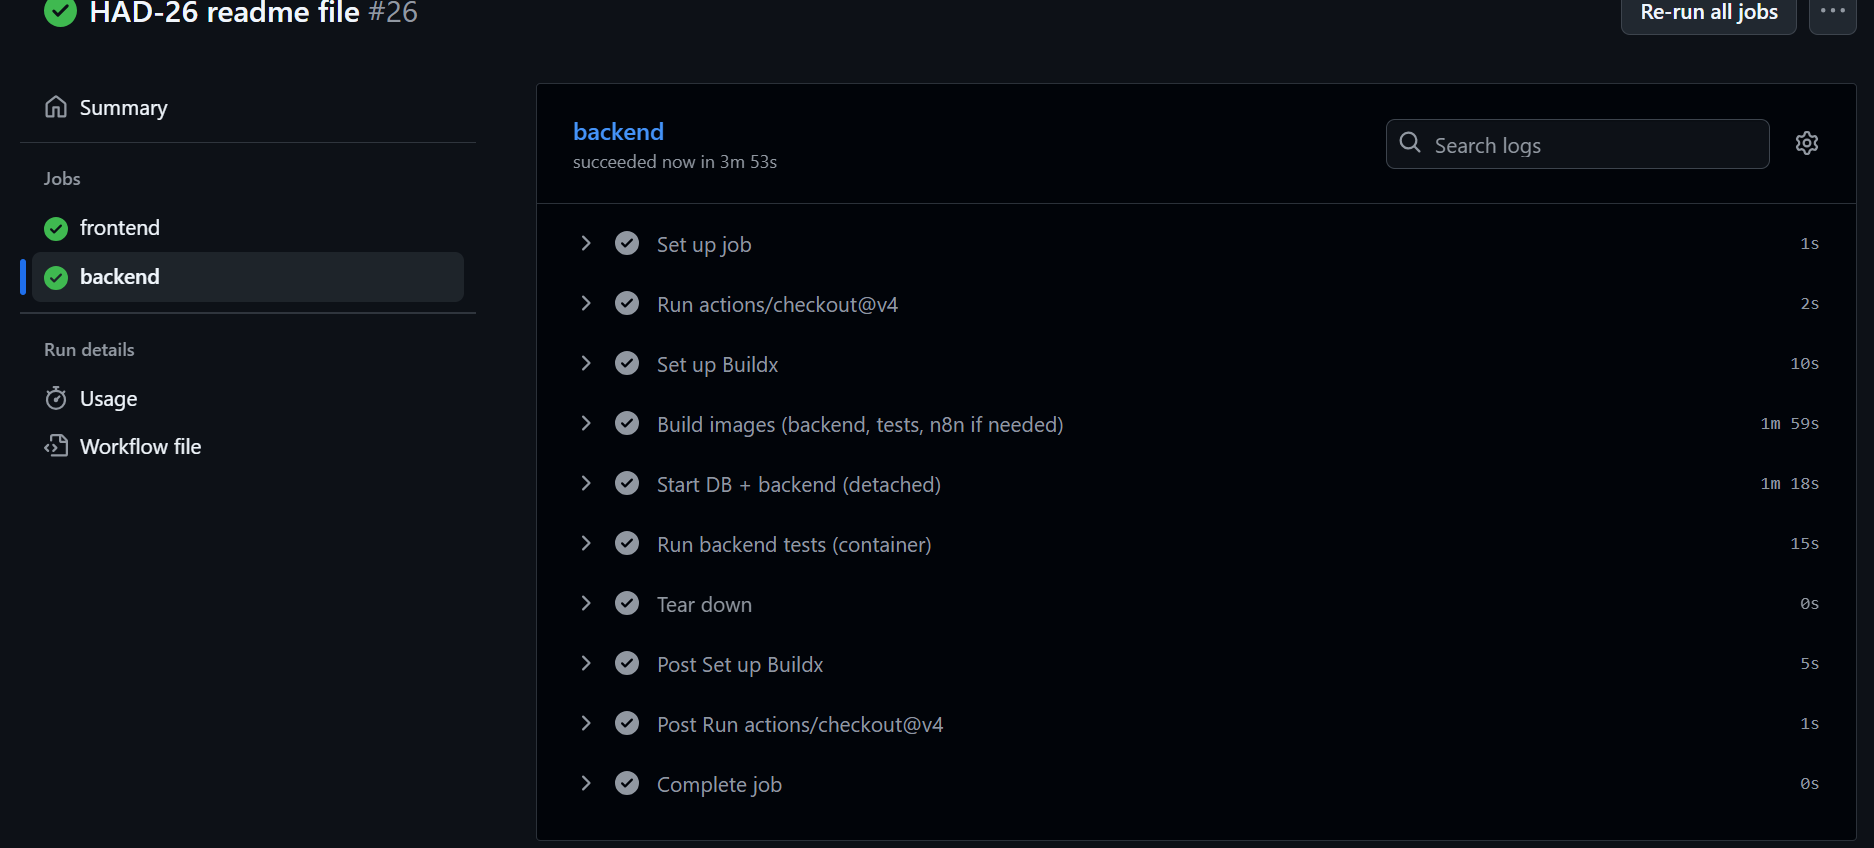 HAD-26 readme file #26
Re-run all jobs
Summary
Jobs
frontend
backend
Run details
Usage
Workflow file
backend
succeeded now in 3m 53s
Search logs
Set up job 1s
Run actions/checkout@v4 2s
Set up Buildx 10s
Build images (backend, tests, n8n if needed) 1m 59s
Start DB + backend (detached) 1m 18s
Run backend tests (container) 15s
Tear down 0s
Post Set up Buildx 5s
Post Run actions/checkout@v4 1s
Complete job 0s